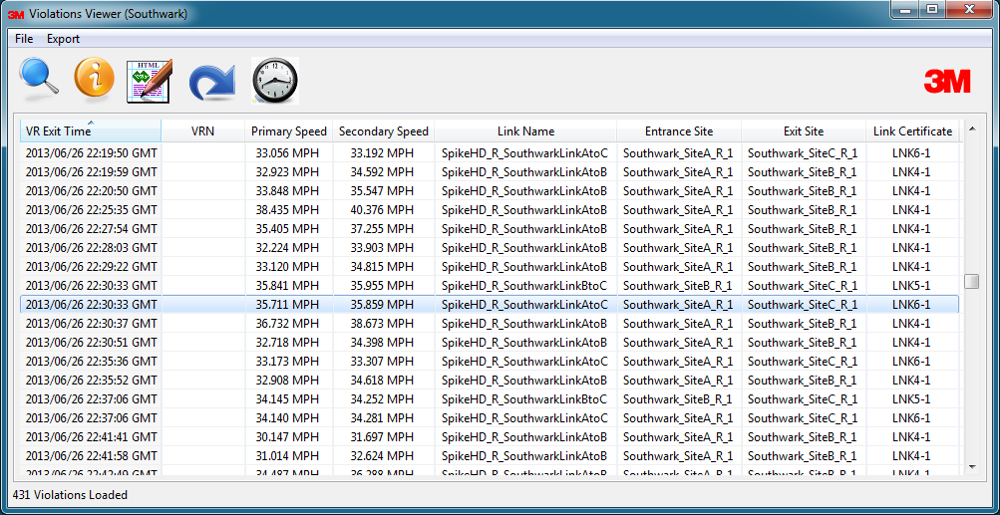 3M Violations Viewer (Southwark)
File Export
HTML
3M
VR Exit Time VRN Primary Speed Secondary Speed Link Name Entrance Site Exit Site Link Certificate
2013/06/26 22:19:50 GMT 33.056 MPH 33.192 MPH SpikeHD_R_SouthwarkLinkAtoC Southwark_SiteA_R_1 Southwark_SiteC_R_1 LNK6-1
2013/06/26 22:19:59 GMT 32.923 MPH 34.592 MPH SpikeHD_R_SouthwarkLinkAtoB Southwark_SiteA_R_1 Southwark_SiteB_R_1 LNK4-1
2013/06/26 22:20:50 GMT 33.848 MPH 35.547 MPH SpikeHD_R_SouthwarkLinkAtoB Southwark_SiteA_R_1 Southwark_SiteB_R_1 LNK4-1
2013/06/26 22:25:35 GMT 38.435 MPH 40.376 MPH SpikeHD_R_SouthwarkLinkAtoB Southwark_SiteA_R_1 Southwark_SiteB_R_1 LNK4-1
2013/06/26 22:27:54 GMT 35.405 MPH 37.255 MPH SpikeHD_R_SouthwarkLinkAtoB Southwark_SiteA_R_1 Southwark_SiteB_R_1 LNK4-1
2013/06/26 22:28:03 GMT 32.224 MPH 33.903 MPH SpikeHD_R_SouthwarkLinkAtoB Southwark_SiteA_R_1 Southwark_SiteB_R_1 LNK4-1
2013/06/26 22:29:22 GMT 33.120 MPH 34.815 MPH SpikeHD_R_SouthwarkLinkAtoB Southwark_SiteA_R_1 Southwark_SiteB_R_1 LNK4-1
2013/06/26 22:30:33 GMT 35.841 MPH 35.955 MPH SpikeHD_R_SouthwarkLinkBtoC Southwark_SiteB_R_1 Southwark_SiteC_R_1 LNK5-1
2013/06/26 22:30:33 GMT 35.711 MPH 35.859 MPH SpikeHD_R_SouthwarkLinkAtoC Southwark_SiteA_R_1 Southwark_SiteC_R_1 LNK6-1
2013/06/26 22:30:37 GMT 36.732 MPH 38.673 MPH SpikeHD_R_SouthwarkLinkAtoB Southwark_SiteA_R_1 Southwark_SiteB_R_1 LNK4-1
2013/06/26 22:30:51 GMT 32.718 MPH 34.398 MPH SpikeHD_R_SouthwarkLinkAtoB Southwark_SiteA_R_1 Southwark_SiteB_R_1 LNK4-1
2013/06/26 22:35:36 GMT 33.173 MPH 33.307 MPH SpikeHD_R_SouthwarkLinkAtoC Southwark_SiteA_R_1 Southwark_SiteC_R_1 LNK6-1
2013/06/26 22:35:52 GMT 32.908 MPH 34.618 MPH SpikeHD_R_SouthwarkLinkAtoB Southwark_SiteA_R_1 Southwark_SiteB_R_1 LNK4-1
2013/06/26 22:37:06 GMT 34.145 MPH 34.252 MPH SpikeHD_R_SouthwarkLinkBtoC Southwark_SiteB_R_1 Southwark_SiteC_R_1 LNK5-1
2013/06/26 22:37:06 GMT 34.140 MPH 34.281 MPH SpikeHD_R_SouthwarkLinkAtoC Southwark_SiteA_R_1 Southwark_SiteC_R_1 LNK6-1
2013/06/26 22:41:41 GMT 30.147 MPH 31.697 MPH SpikeHD_R_SouthwarkLinkAtoB Southwark_SiteA_R_1 Southwark_SiteB_R_1 LNK4-1
2013/06/26 22:41:58 GMT 31.014 MPH 32.624 MPH SpikeHD_R_SouthwarkLinkAtoB Southwark_SiteA_R_1 Southwark_SiteB_R_1 LNK4-1
2013/06/26 22:42:49 GMT 34.487 MPH 36.288 MPH SpikeHD_R_SouthwarkLinkAtoB Southwark_SiteA_R_1 Southwark_SiteB_R_1 LNK4-1
431 Violations Loaded